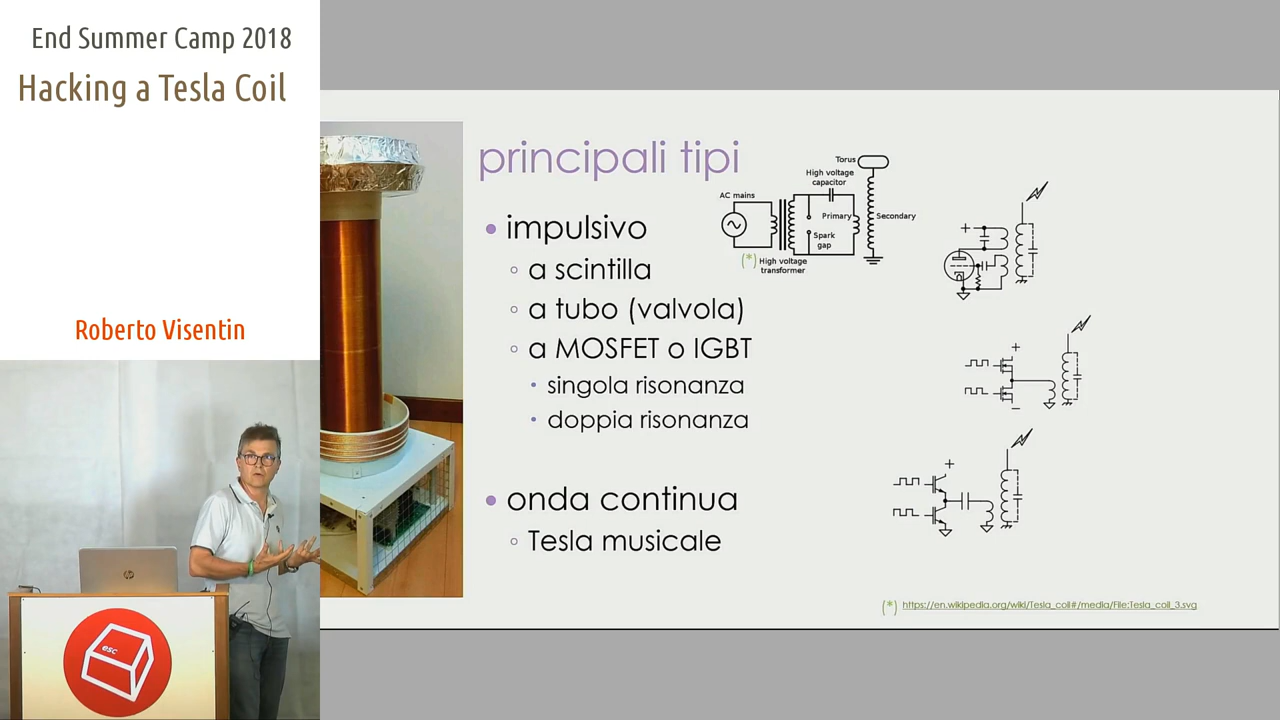 End Summer Camp 2018
Hacking a Tesla Coil
Roberto Visentin
esc
hp
principali tipi
• impulsivo
◦ a scintilla
◦ a tubo (valvola)
◦ a MOSFET o IGBT
• singola risonanza
• doppia risonanza
• onda continua
◦ Tesla musicale
Torus
High voltage
capacitor
AC mains
Primary
Secondary
Spark
gap
(*) High voltage
transformer
+
+
−
+
(*) https://en.wikipedia.org/wiki/Tesla_coil#/media/File:Tesla_coil_3.svg